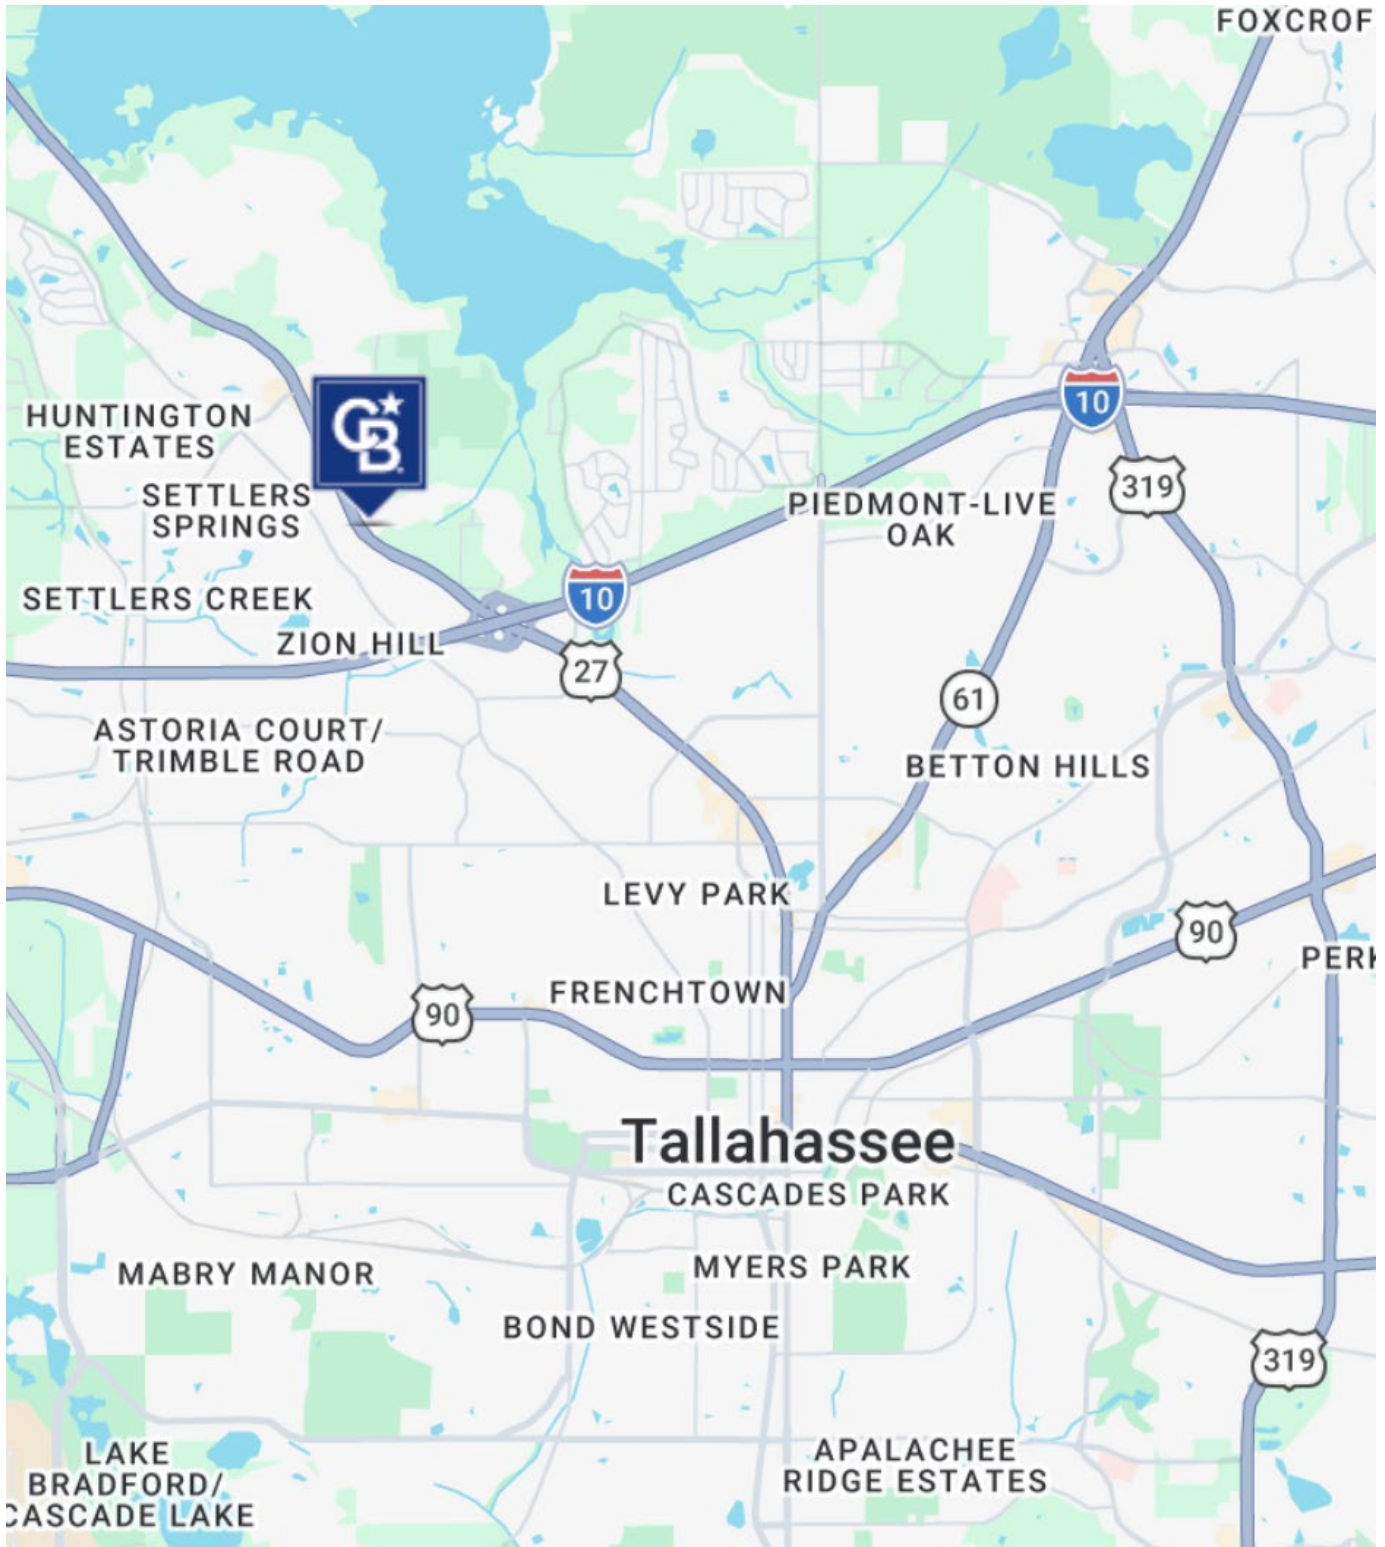 FOXCROF
HUNTINGTON
ESTATES
CB
10
319
SETTLERS
SPRINGS
PIEDMONT-LIVE
OAK
SETTLERS CREEK
10
ZION HILL
27
61
ASTORIA COURT/
TRIMBLE ROAD
BETTON HILLS
LEVY PARK
90
PERK
FRENCHTOWN
90
Tallahassee
CASCADES PARK
MABRY MANOR
MYERS PARK
BOND WESTSIDE
319
LAKE
BRADFORD/
CASCADE LAKE
APALACHEE
RIDGE ESTATES